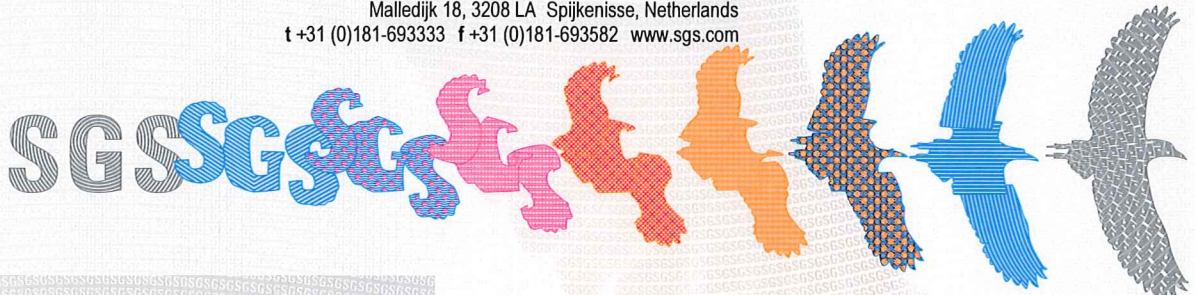 Malledijk 18, 3208 LA Spijkenisse, Netherlands
t +31 (0)181-693333 f +31 (0)181-693582 www.sgs.com
SGS SGS SGS